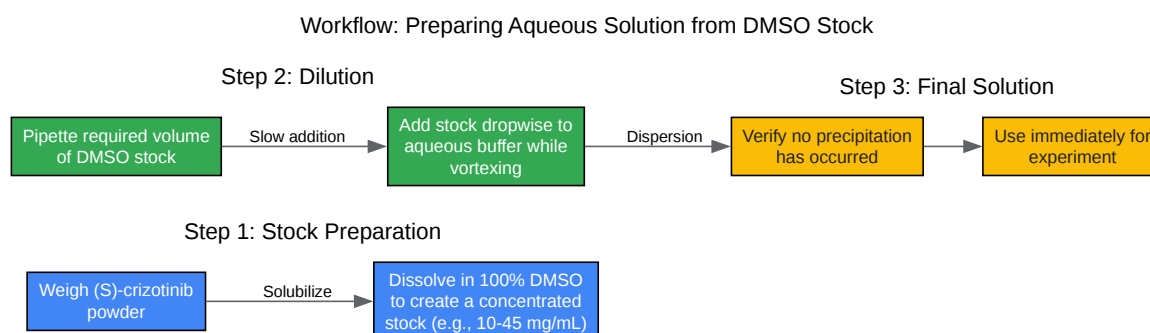 Workflow: Preparing Aqueous Solution from DMSO Stock
Step 2: Dilution
Step 3: Final Solution
Pipette required volume
of DMSO stock
Slow addition
Add stock dropwise to
aqueous buffer while
vortexing
Dispersion
Verify no precipitation
has occurred
Use immediately for
experiment
Step 1: Stock Preparation
Weigh (S)-crizotinib
powder
Solubilize
Dissolve in 100% DMSO
to create a concentrated
stock (e.g., 10-45 mg/mL)